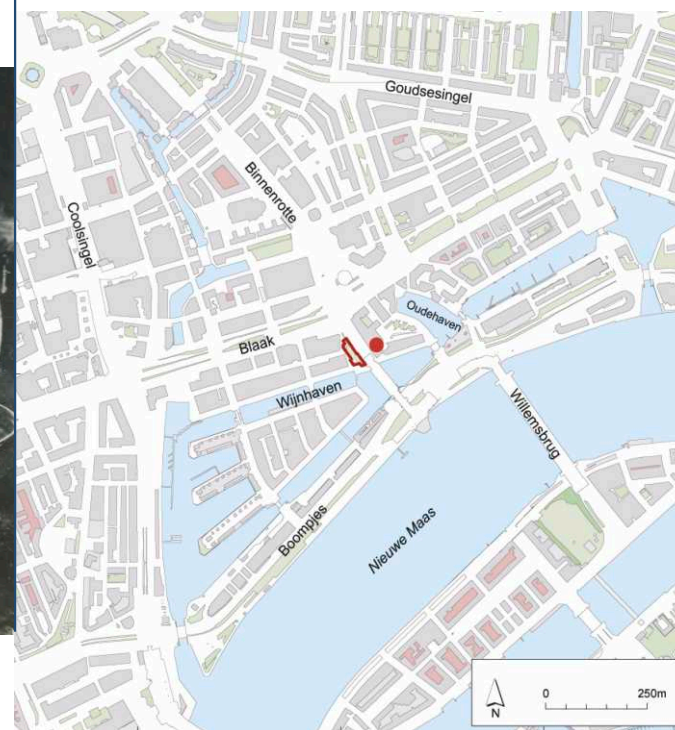 Goudsesingel
Binnenrotte
Coolsingel
Oudehaven
Blaak
Wijnhaven
Willemsbrug
Boompjes
Nieuwe Maas
N
0 250m